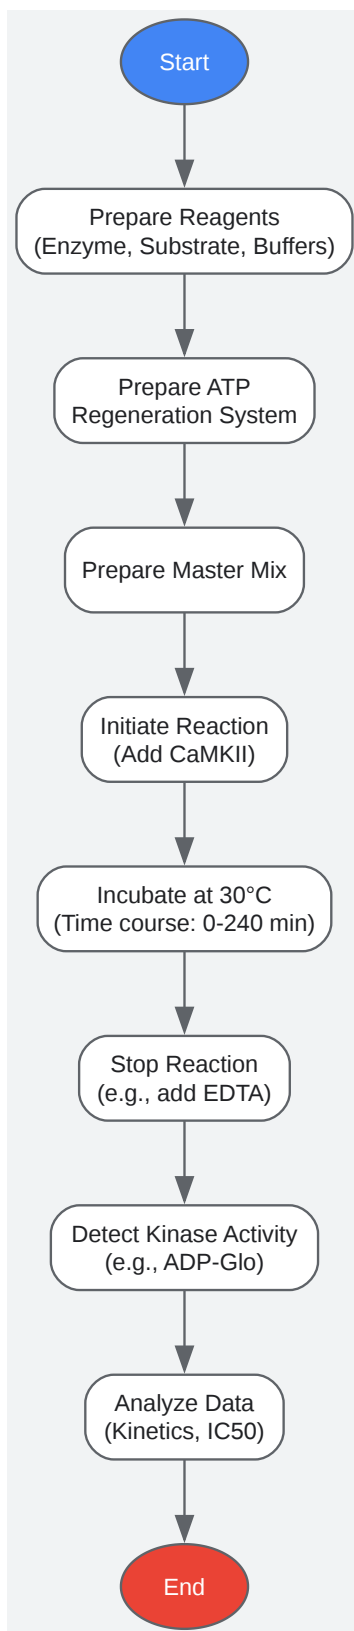 Start
Prepare Reagents
(Enzyme, Substrate, Buffers)
Prepare ATP
Regeneration System
Prepare Master Mix
Initiate Reaction
(Add CaMKII)
Incubate at 30°C
(Time course: 0-240 min)
Stop Reaction
(e.g., add EDTA)
Detect Kinase Activity
(e.g., ADP-Glo)
Analyze Data
(Kinetics, IC50)
End